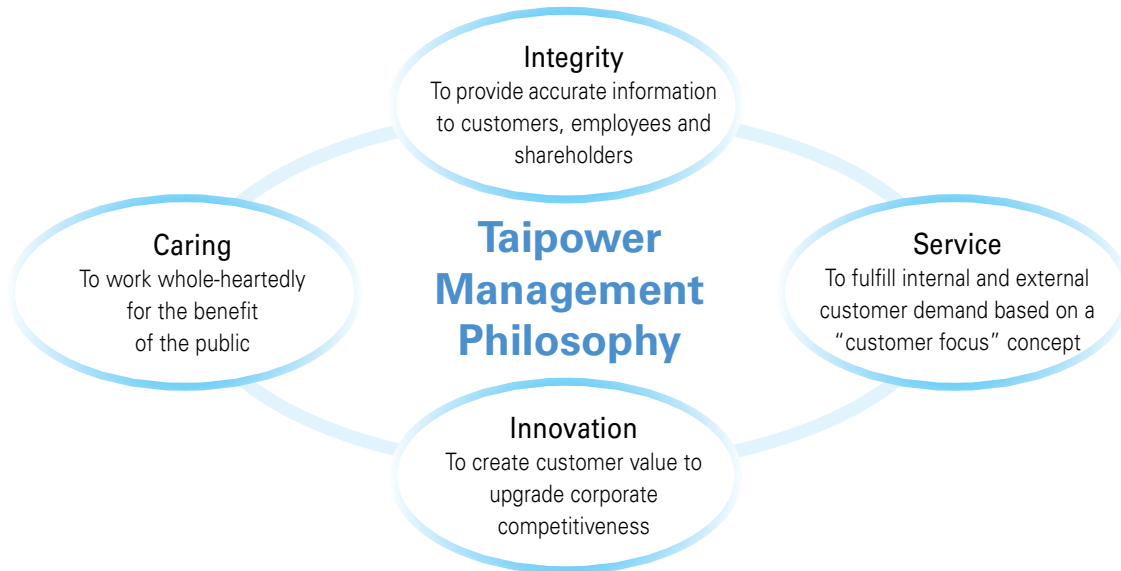 Integrity
To provide accurate information
to customers, employees and
shareholders
Caring
To work whole-heartedly
for the benefit
of the public
Taipower
Management
Philosophy
Service
To fulfill internal and external
customer demand based on a
“customer focus” concept
Innovation
To create customer value to
upgrade corporate
competitiveness